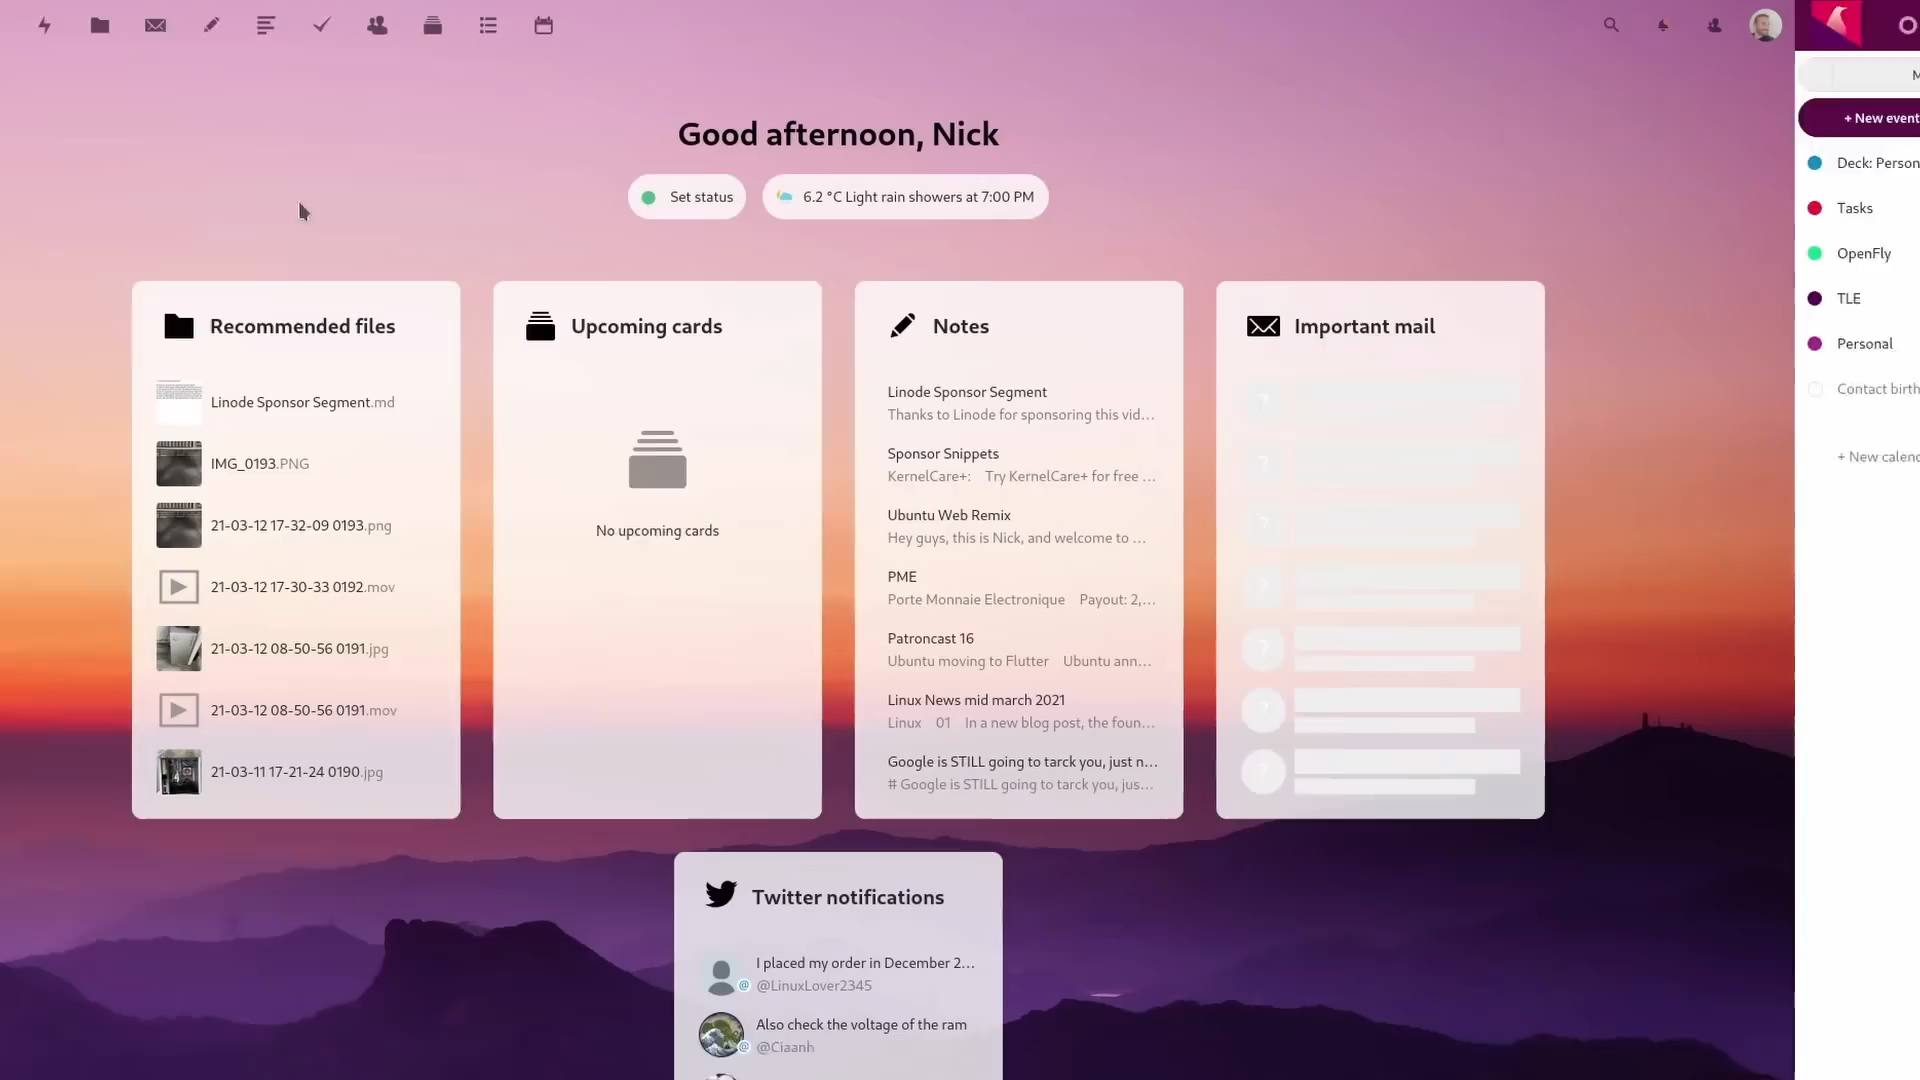 Good afternoon, Nick
Set status
6.2 °C Light rain showers at 7:00 PM
Recommended files
Linode Sponsor Segment.md
IMG_0193.PNG
21-03-12 17-32-09 0193.png
21-03-12 17-30-33 0192.mov
21-03-12 08-50-56 0191.jpg
21-03-12 08-50-56 0191.mov
21-03-11 17-21-24 0190.jpg
Upcoming cards
No upcoming cards
Notes
Linode Sponsor Segment
Thanks to Linode for sponsoring this vid...
Sponsor Snippets
KernelCare+: Try KernelCare+ for free ...
Ubuntu Web Remix
Hey guys, this is Nick, and welcome to ...
PME
Porte Monnaie Electronique Payout: 2,...
Patroncast 16
Ubuntu moving to Flutter Ubuntu ann...
Linux News mid march 2021
Linux 01 In a new blog post, the foun...
Google is STILL going to tarck you, just n...
# Google is STILL going to tarck you, jus...
Important mail
Twitter notifications
I placed my order in December 2...
@LinuxLover2345
Also check the voltage of the ram
@Ciaanh
M
+ New event
Deck: Person
Tasks
OpenFly
TLE
Personal
Contact birth
+ New calend